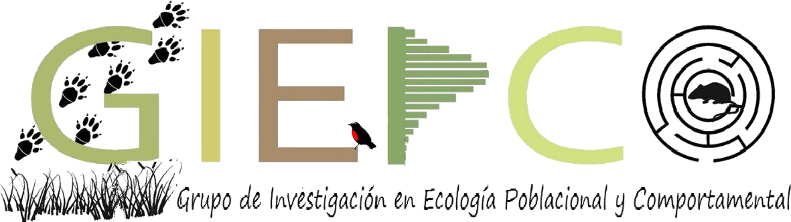 GIEPCO
Grupo de Investigación en Ecología Poblacional y Comportamental